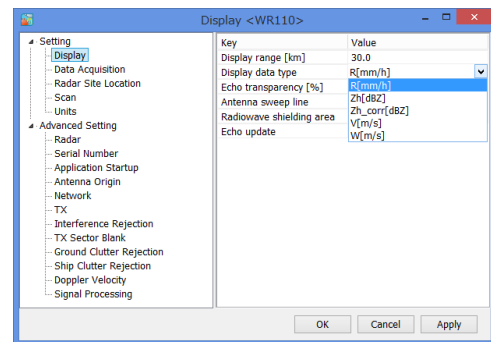 Display <WR110>
Setting
Display
Data Acquisition
Radar Site Location
Scan
Units
Advanced Setting
Radar
Serial Number
Application Startup
Antenna Origin
Network
TX
Interference Rejection
TX Sector Blank
Ground Clutter Rejection
Ship Clutter Rejection
Doppler Velocity
Signal Processing
Key Value
Display range [km] 30.0
Display data type R[mm/h]
Echo transparency [%] R[mm/h]
Antenna sweep line Zh[dBZ]
Radiowave shielding area Zh_corr[dBZ]
Echo update V[m/s]
W[m/s]
OK Cancel Apply